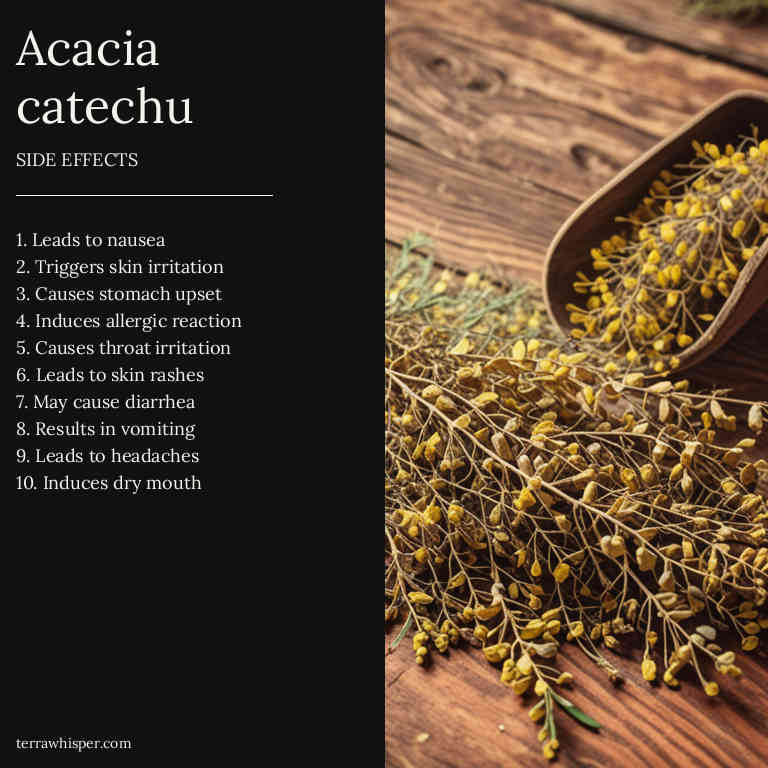 Acacia
catechu
SIDE EFFECTS
1. Leads to nausea
2. Triggers skin irritation
3. Causes stomach upset
4. Induces allergic reaction
5. Causes throat irritation
6. Leads to skin rashes
7. May cause diarrhea
8. Results in vomiting
9. Leads to headaches
10. Induces dry mouth
terrawhisper.com